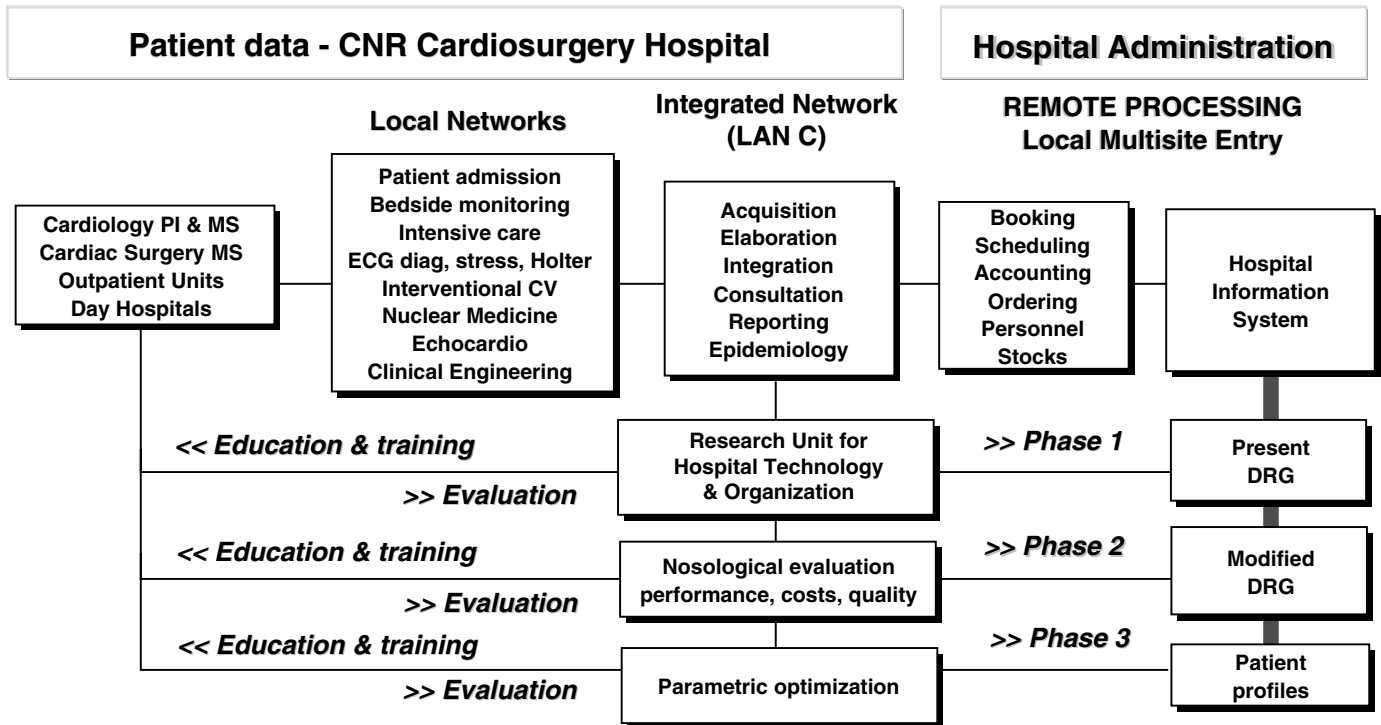 Patient data - CNR Cardiosurgery Hospital
Hospital Administration
Local Networks
Integrated Network
(LAN C)
REMOTE PROCESSING
Local Multisite Entry
Cardiology PI & MS
Cardiac Surgery MS
Outpatient Units
Day Hospitals
Patient admission
Bedside monitoring
Intensive care
ECG diag, stress, Holter
Interventional CV
Nuclear Medicine
Echocardio
Clinical Engineering
Acquisition
Elaboration
Integration
Consultation
Reporting
Epidemiology
Booking
Scheduling
Accounting
Ordering
Personnel
Stocks
Hospital
Information
System
<< Education & training
>> Evaluation
Research Unit for
Hospital Technology
& Organization
>> Phase 1
Present
DRG
<< Education & training
>> Evaluation
Nosological evaluation
performance, costs, quality
>> Phase 2
Modified
DRG
<< Education & training
>> Evaluation
Parametric optimization
>> Phase 3
Patient
profiles